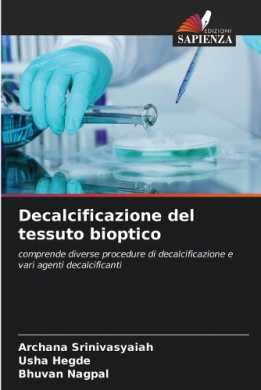 EDIZIONI
SAPIENZA
Decalcificazione del
tessuto bioptico
comprende diverse procedure di decalcificazione e
vari agenti decalcificanti
Archana Srinivasyaiah
Usha Hegde
Bhuvan Nagpal